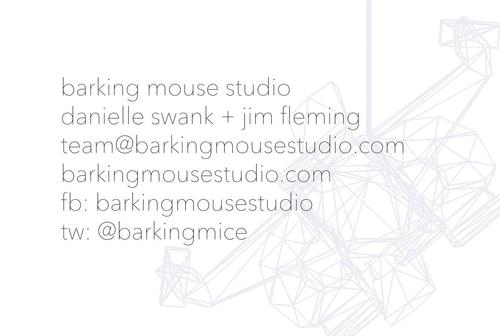 barking mouse studio
danielle swank + jim fleming
team@barkingmousestudio.com
barkingmousestudio.com
fb: barkingmousestudio
tw: @barkingmice